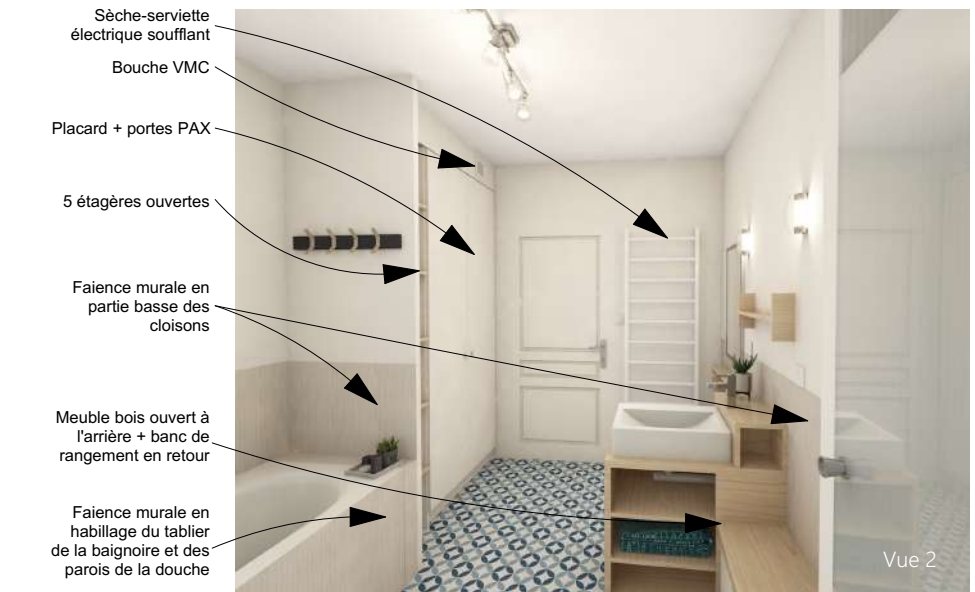 Sèche-serviette
électrique soufflant
Bouche VMC
Placard + portes PAX
5 étagères ouvertes
Faience murale en
partie basse des
cloisons
Meuble bois ouvert à
l'arrière + banc de
rangement en retour
Faience murale en
habillage du tablier
de la baignoire et des
parois de la douche
Vue 2